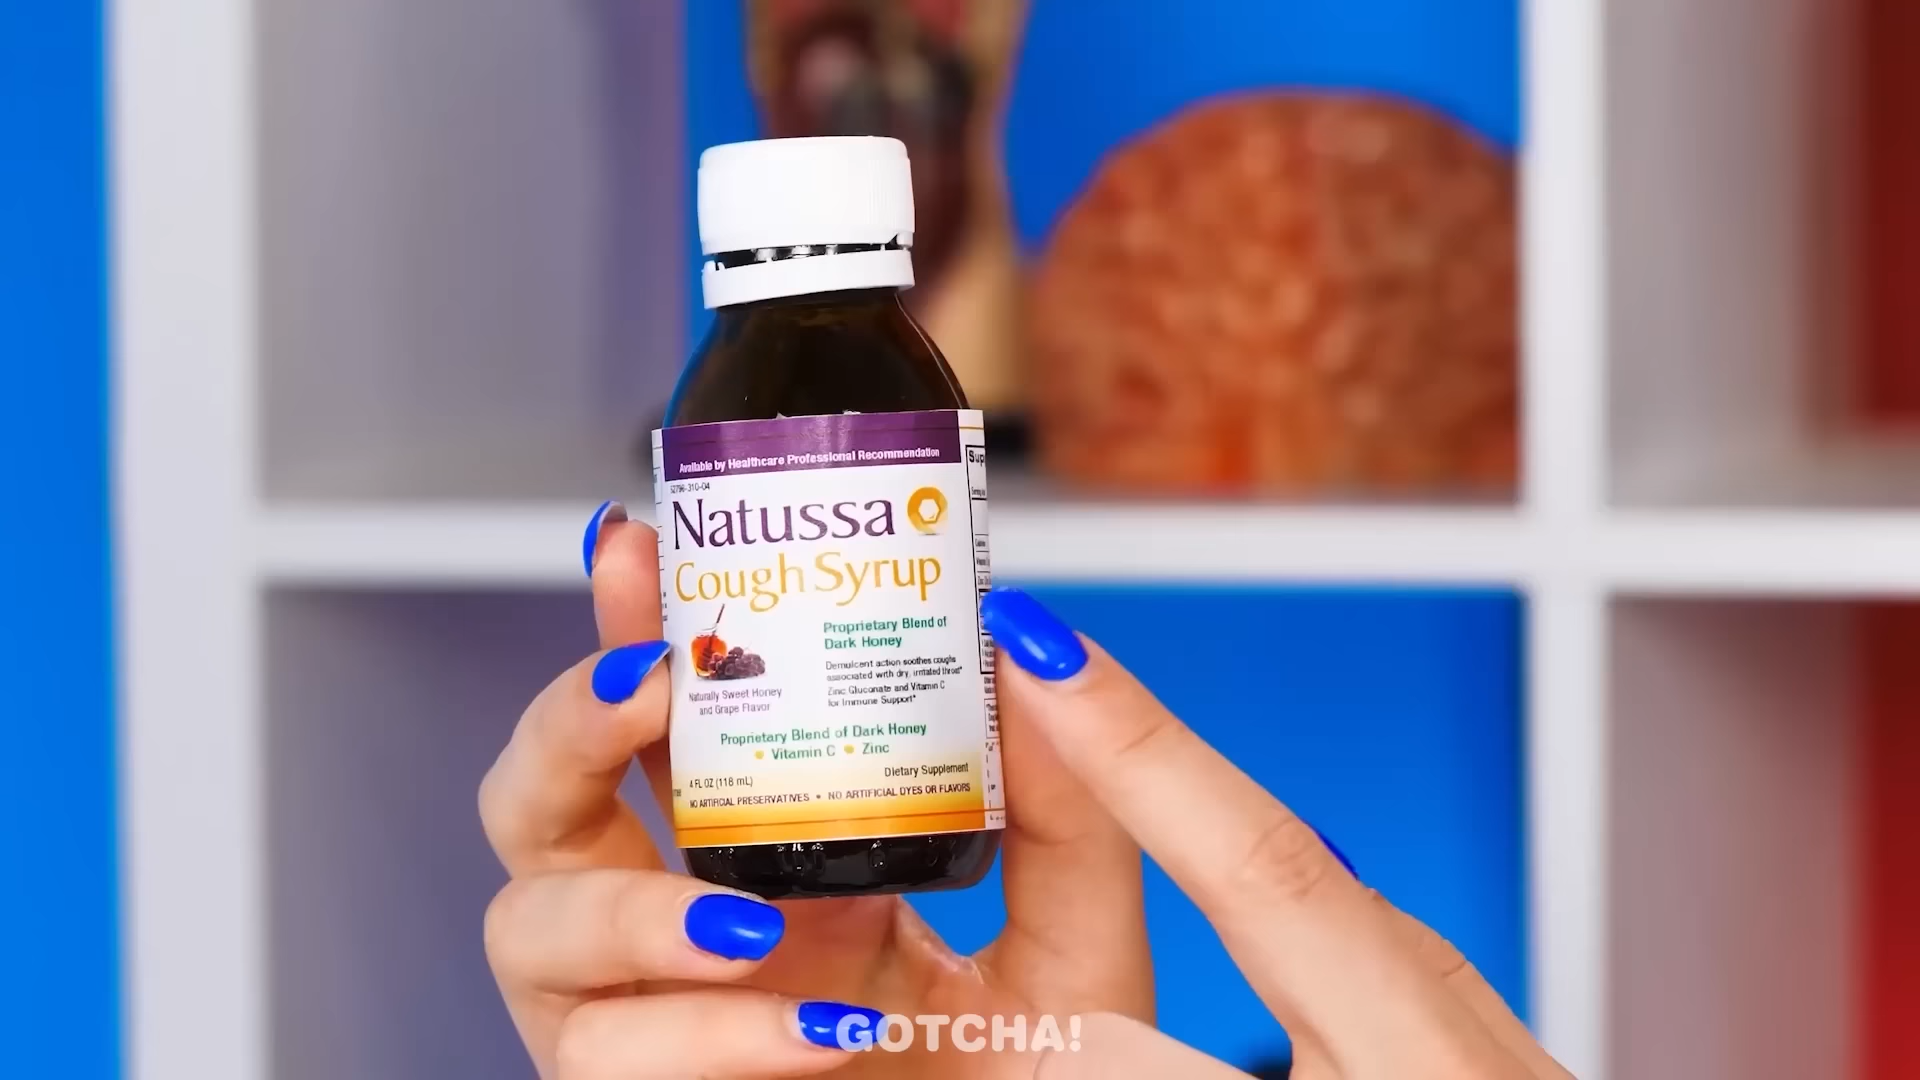 Available by Healthcare Professional Recommendation
52796-310-04
Natussa
Cough Syrup
Proprietary Blend of
Dark Honey
Demulcent action soothes coughs
associated with dry, irritated throat*
Zinc Gluconate and Vitamin C
for Immune Support*
Naturally Sweet Honey
and Grape Flavor
Proprietary Blend of Dark Honey
• Vitamin C • Zinc
Dietary Supplement
4 FL OZ (118 mL)
NO ARTIFICIAL PRESERVATIVES • NO ARTIFICIAL DYES OR FLAVORS
GOTCHA!